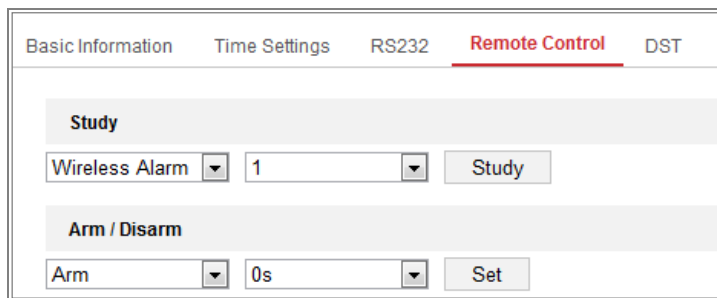 Basic Information Time Settings RS232 Remote Control DST
Study
Wireless Alarm 1 Study
Arm / Disarm
Arm 0s Set